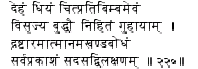 देहं धियं चित्प्रतिबिम्बमेवं
विसृज्य बुद्धौ निहितं गुहायाम् ।
द्रष्टारमात्मानमखण्डबोधं
सर्वप्रकाशं सदसद्विलक्षणम् ॥ २२०॥